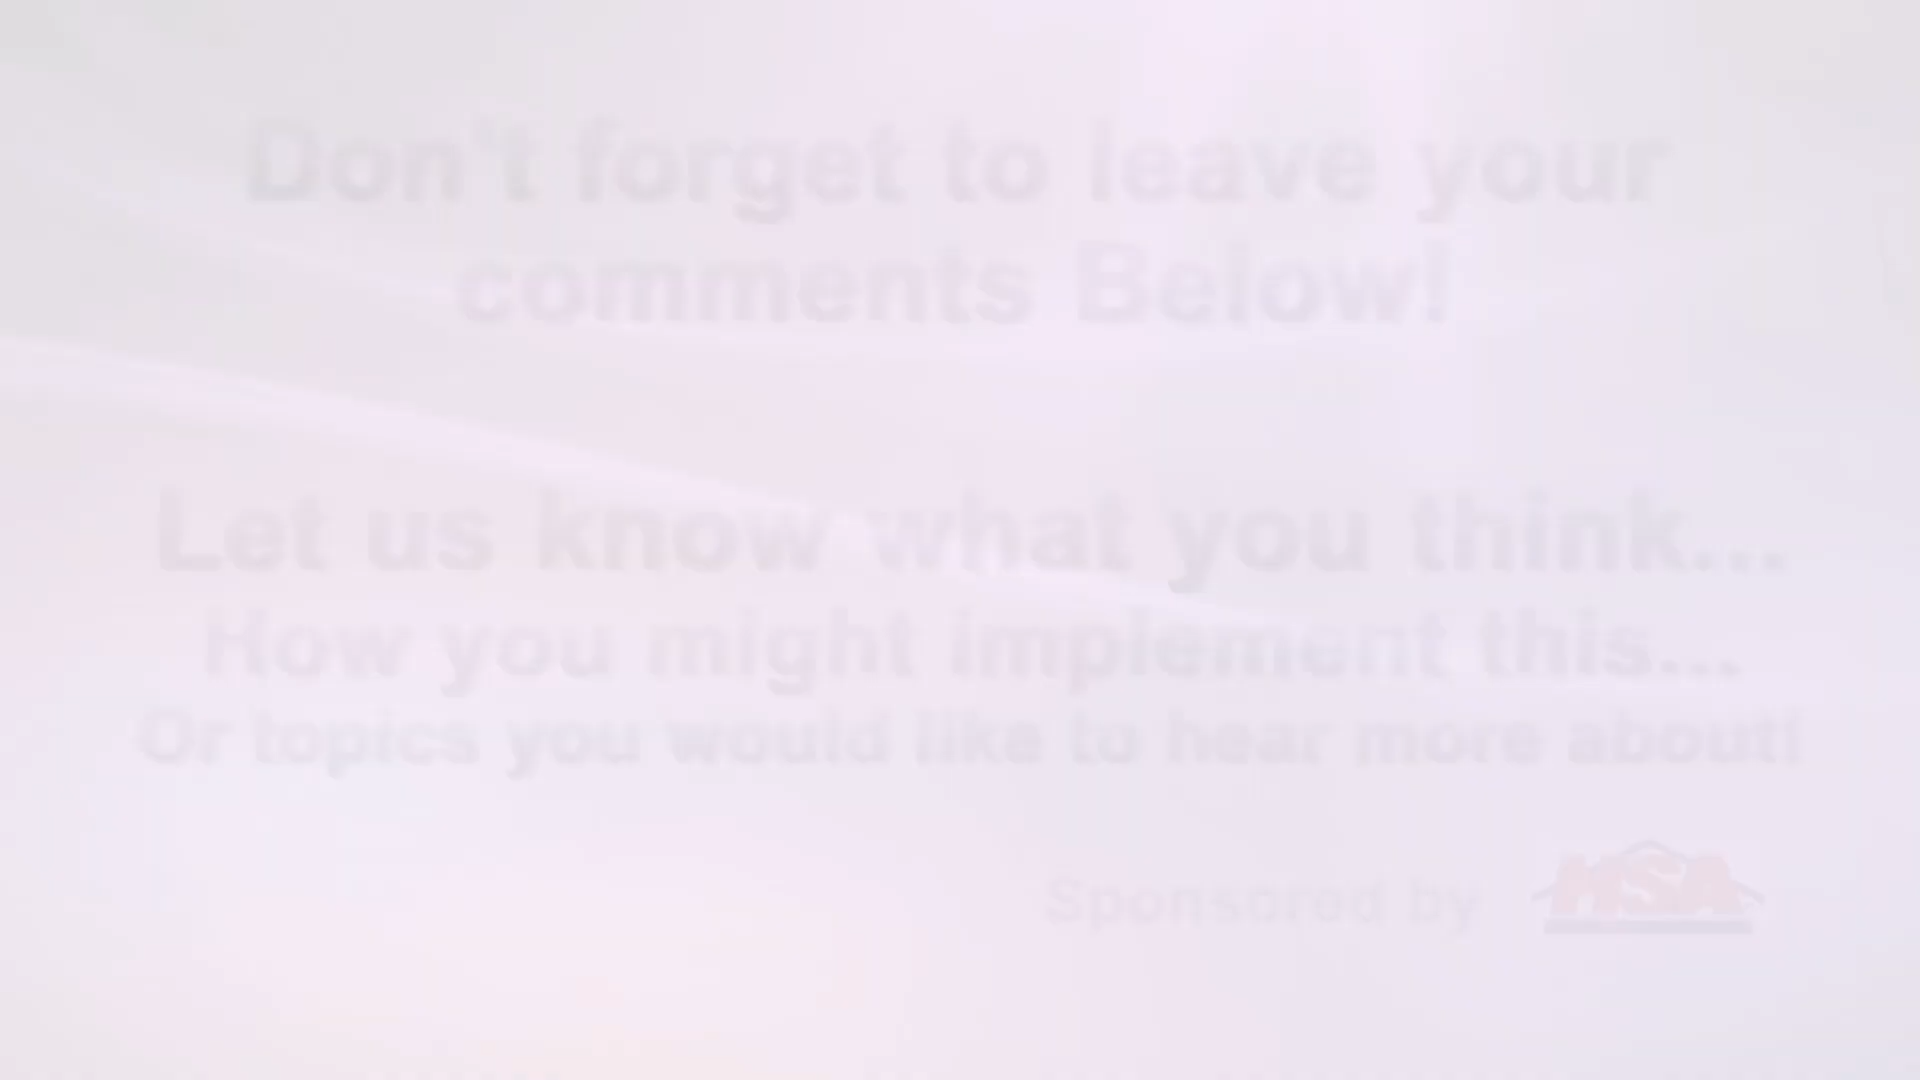 Don't forget to leave your
comments Below!
Let us know what you think...
How you might implement this...
Or topics you would like to hear more about!
Sponsored by